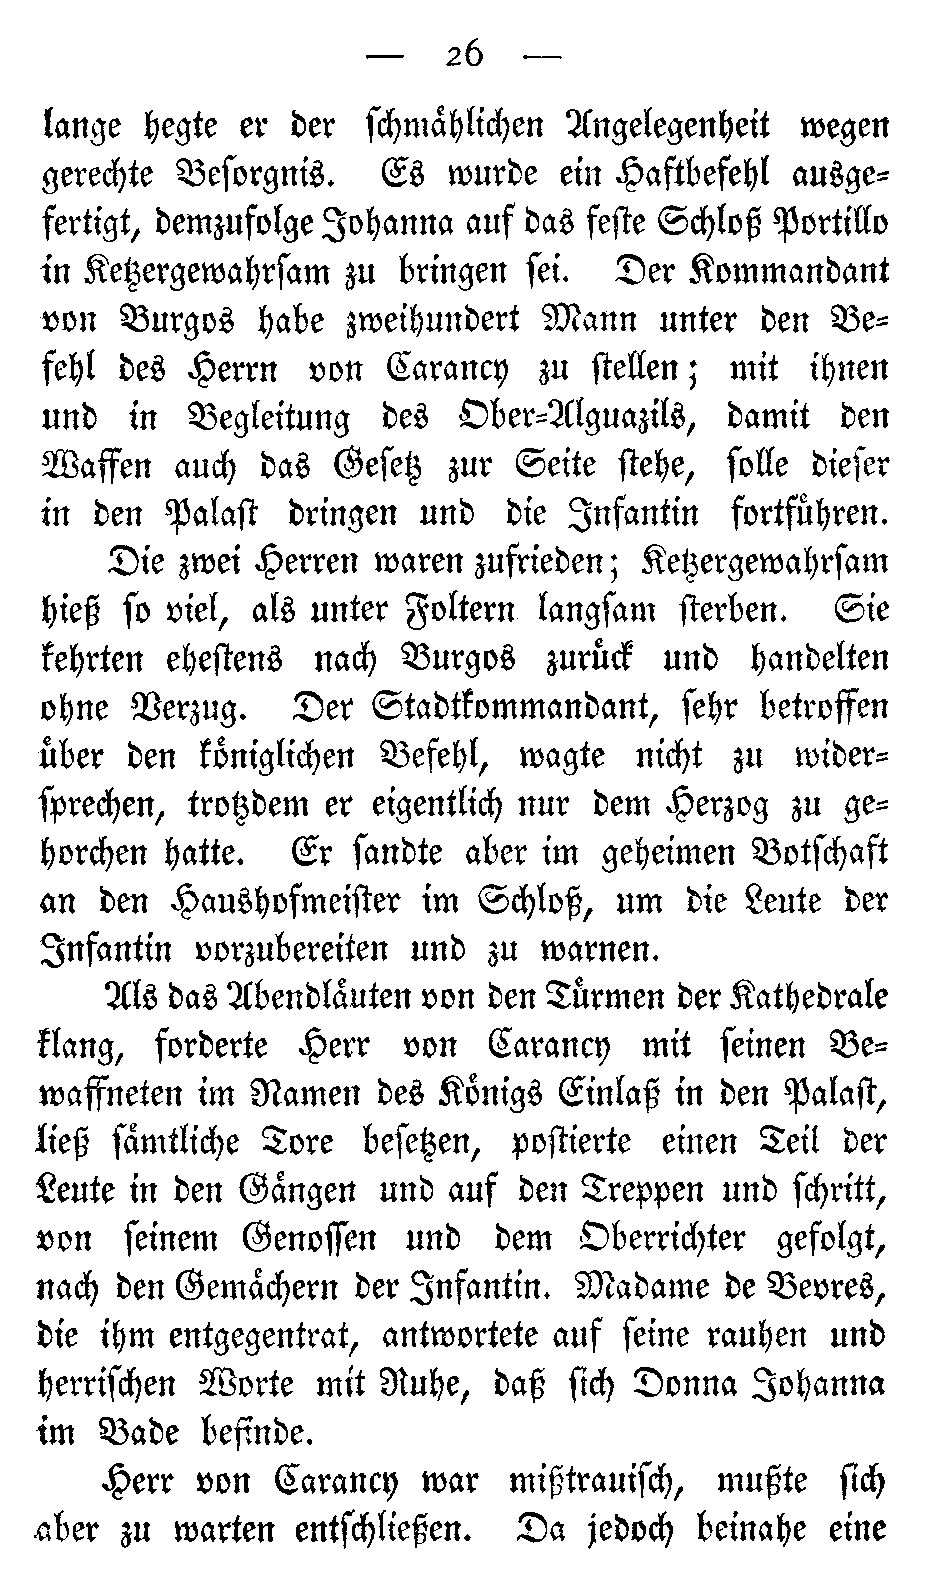 — 26 —
lange hegte er der schmählichen Angelegenheit wegen
gerechte Besorgnis. Es wurde ein Haftbefehl ausge-
fertigt, demzufolge Johanna auf das feste Schloß Portillo
in Ketzergewahrsam zu bringen sei. Der Kommandant
von Burgos habe zweihundert Mann unter den Be-
fehl des Herrn von Carancy zu stellen; mit ihnen
und in Begleitung des Ober-Alguazils, damit den
Waffen auch das Gesetz zur Seite stehe, solle dieser
in den Palast dringen und die Infantin fortführen.
Die zwei Herren waren zufrieden; Ketzergewahrsam
hieß so viel, als unter Foltern langsam sterben. Sie
kehrten ehestens nach Burgos zurück und handelten
ohne Verzug. Der Stadtkommandant, sehr betroffen
über den königlichen Befehl, wagte nicht zu wider-
sprechen, trotzdem er eigentlich nur dem Herzog zu ge-
horchen hatte. Er sandte aber im geheimen Botschaft
an den Haushofmeister im Schloß, um die Leute der
Infantin vorzubereiten und zu warnen.
Als das Abendläuten von den Türmen der Kathedrale
klang, forderte Herr von Carancy mit seinen Be-
waffneten im Namen des Königs Einlaß in den Palast,
ließ sämtliche Tore besetzen, postierte einen Teil der
Leute in den Gängen und auf den Treppen und schritt,
von seinem Genossen und dem Oberrichter gefolgt,
nach den Gemächern der Infantin. Madame de Bevres,
die ihm entgegentrat, antwortete auf seine rauhen und
herrischen Worte mit Ruhe, daß sich Donna Johanna
im Bade befinde.
Herr von Carancy war mißtrauisch, mußte sich
aber zu warten entschließen. Da jedoch beinahe eine